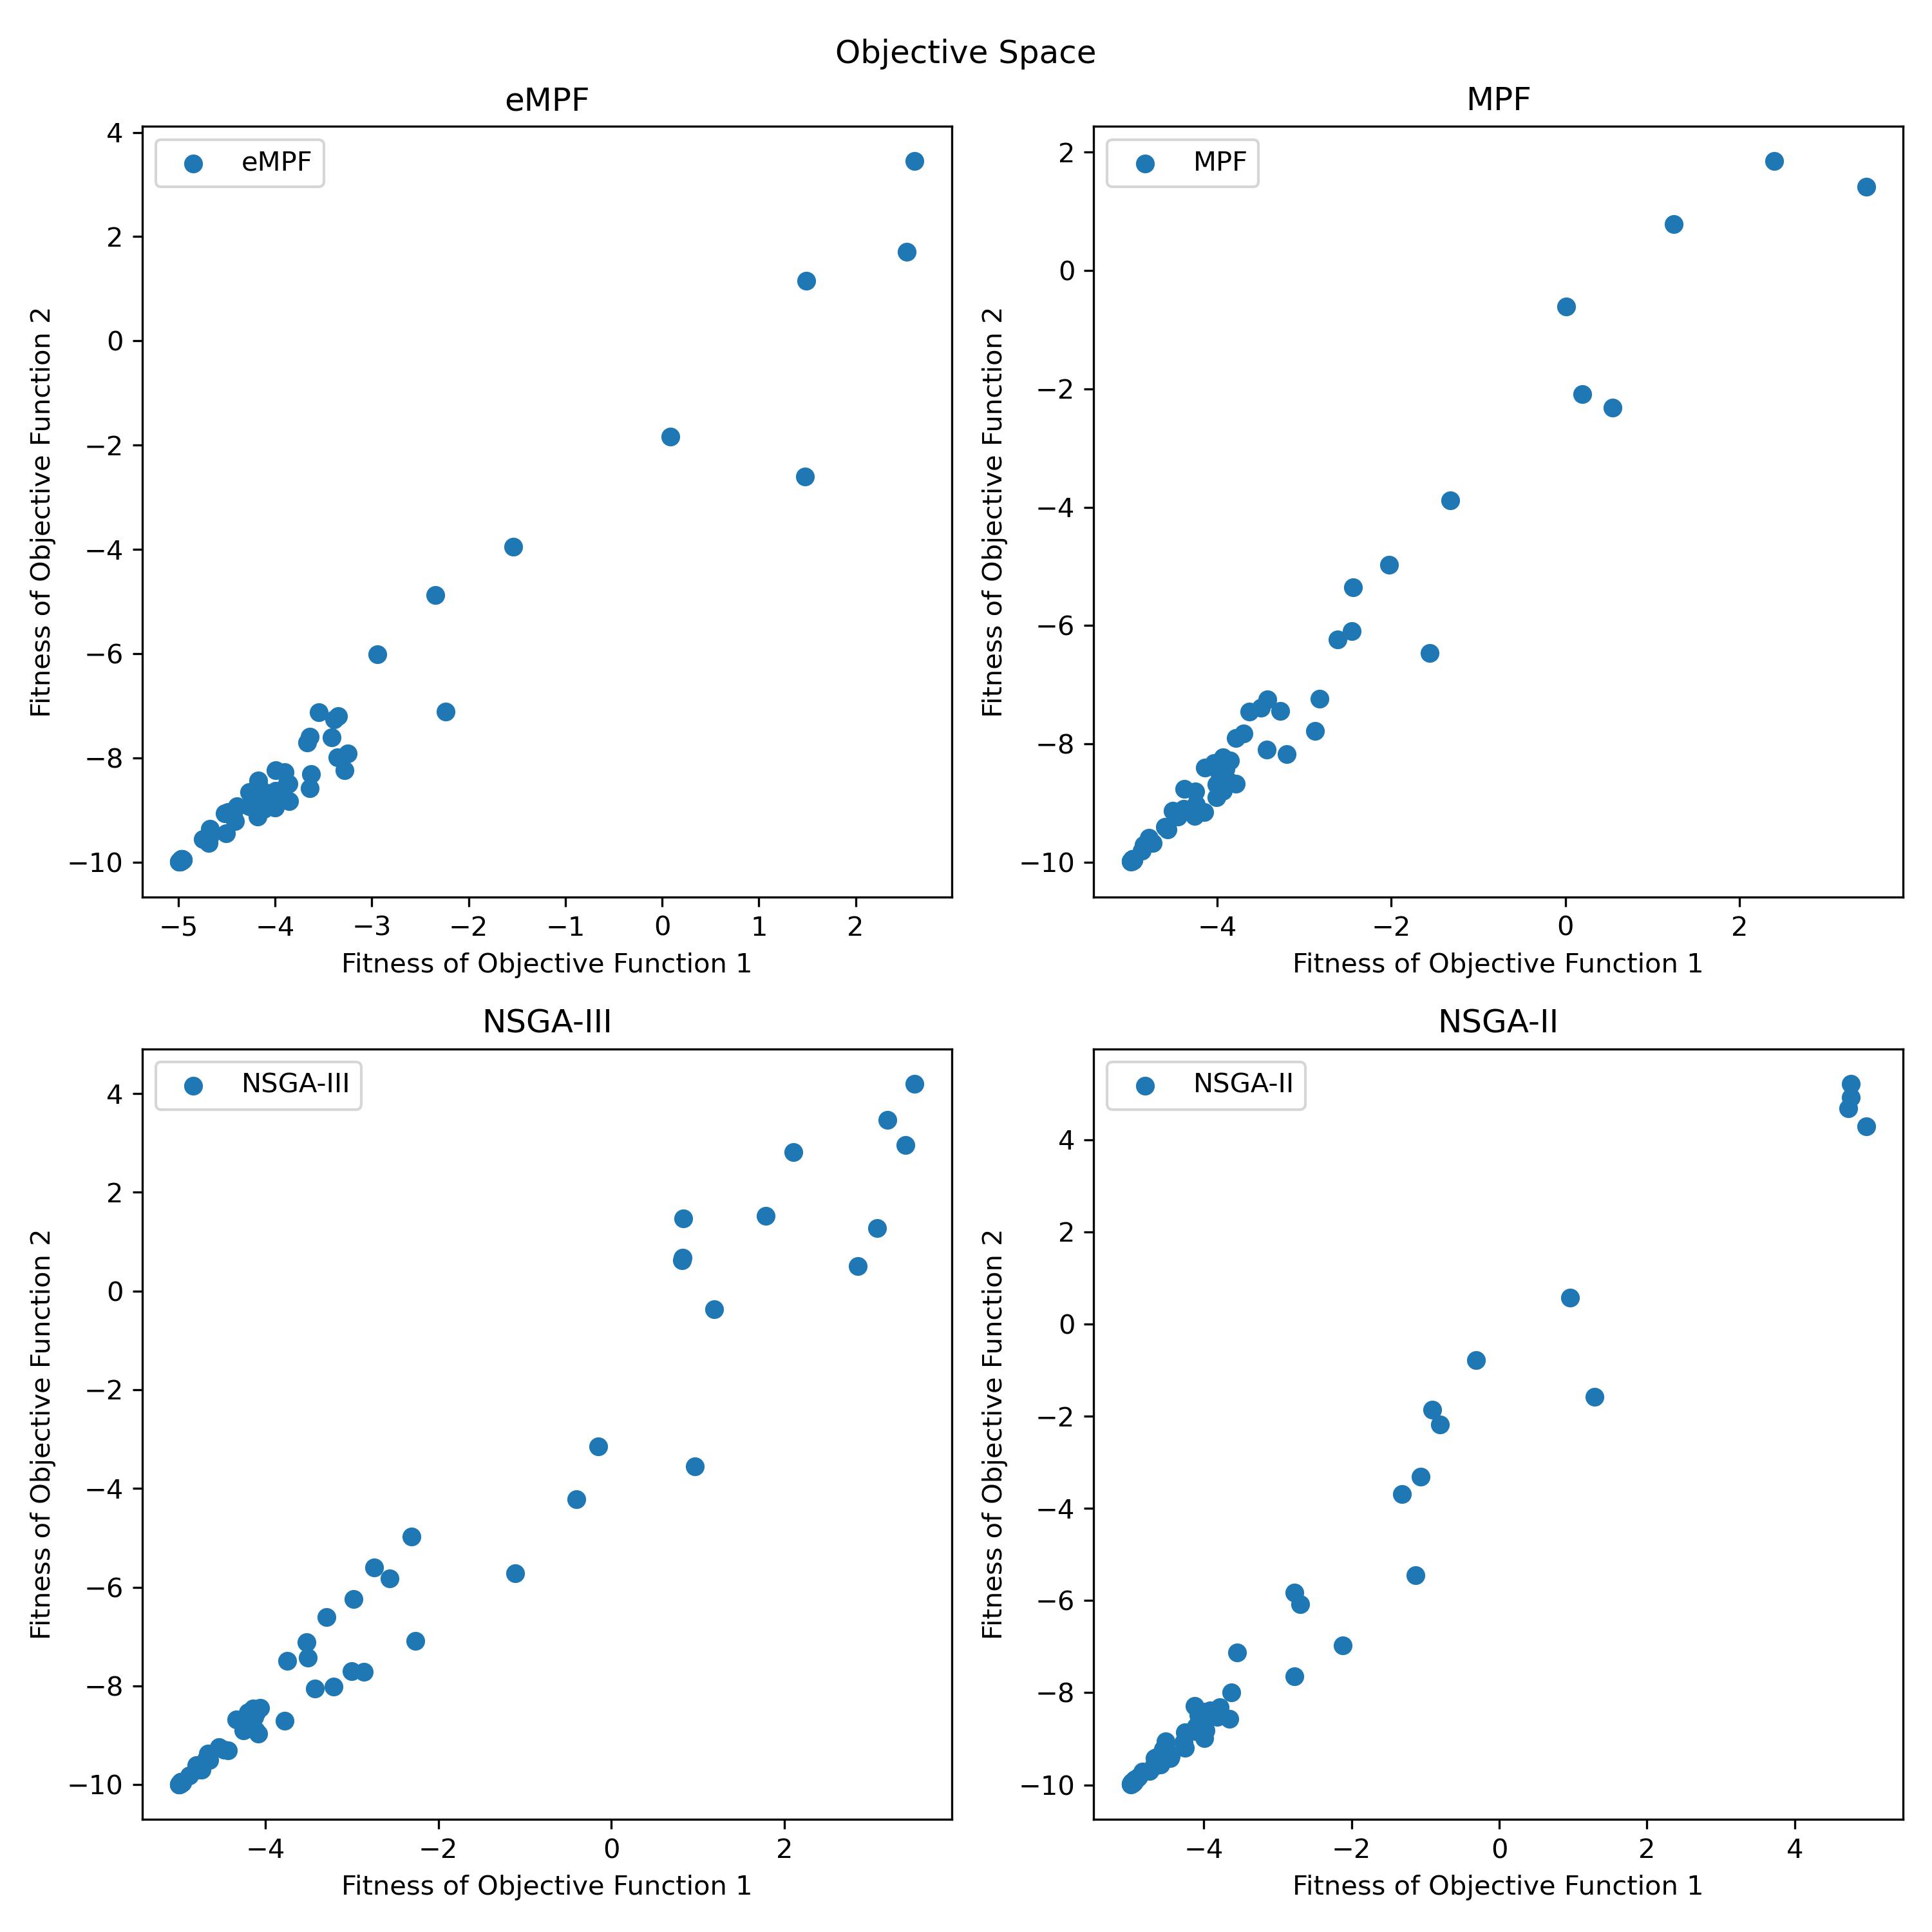 Objective Space
eMPF
eMPF
4
2
0
−2
−4
−6
−8
−10
Fitness of Objective Function 2
−5 −4 −3 −2 −1 0 1 2
Fitness of Objective Function 1
MPF
MPF
2
0
−2
−4
−6
−8
−10
Fitness of Objective Function 2
−4 −2 0 2
Fitness of Objective Function 1
NSGA-III
NSGA-III
4
2
0
−2
−4
−6
−8
−10
Fitness of Objective Function 2
−4 −2 0 2
Fitness of Objective Function 1
NSGA-II
NSGA-II
4
2
0
−2
−4
−6
−8
−10
Fitness of Objective Function 2
−4 −2 0 2 4
Fitness of Objective Function 1